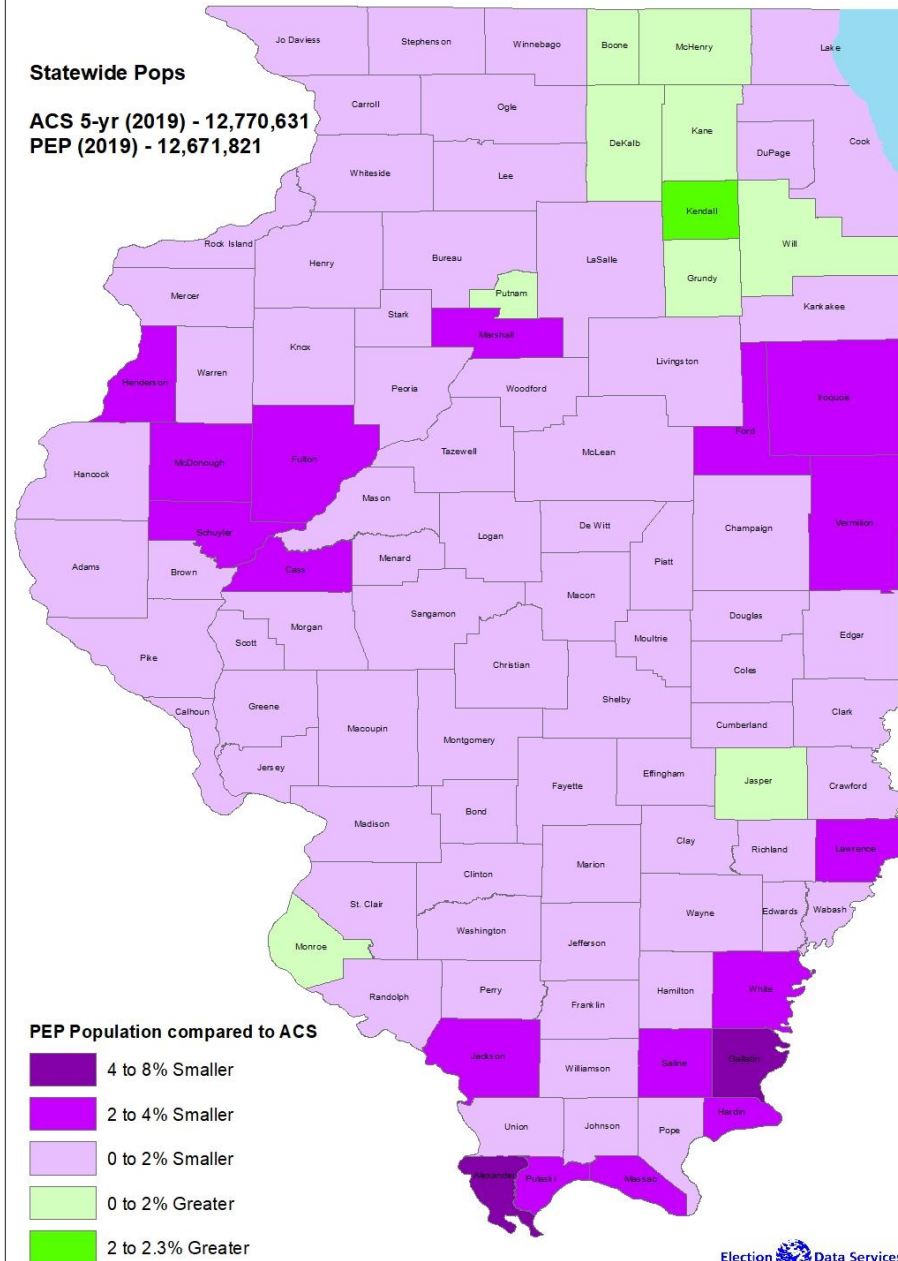 Jo Daviess
Stephenson
Winnebago
Boone
McHenry
Lake
Statewide Pops
ACS 5-yr (2019) - 12,770,631
PEP (2019) - 12,671,821
Carroll
Ogle
DeKalb
Kane
DuPage
Cook
Whiteside
Lee
Kendall
Rock Island
Henry
Bureau
LaSalle
Will
Grundy
Mercer
Putnam
Kankakee
Stark
Marshall
Knox
Henderson
Warren
Peoria
Woodford
Livingston
Iroquois
Ford
Hancock
McDonough
Fulton
Tazewell
McLean
Mason
Schuyler
Logan
De Witt
Champaign
Vermilion
Adams
Brown
Cass
Menard
Piatt
Macon
Sangamon
Douglas
Edgar
Scott
Morgan
Moultrie
Pike
Christian
Coles
Shelby
Calhoun
Greene
Macoupin
Montgomery
Cumberland
Clark
Jersey
Fayette
Effingham
Jasper
Crawford
Madison
Bond
Clay
Richland
Lawrence
Marion
Clinton
St. Clair
Wayne
Edwards
Wabash
Monroe
Washington
Jefferson
Randolph
Perry
Hamilton
White
Franklin
PEP Population compared to ACS
4 to 8% Smaller
2 to 4% Smaller
0 to 2% Smaller
0 to 2% Greater
2 to 2.3% Greater
Jackson
Williamson
Saline
Gallatin
Union
Johnson
Pope
Hardin
Alexander
Pulaski
Massac
Election Data Services